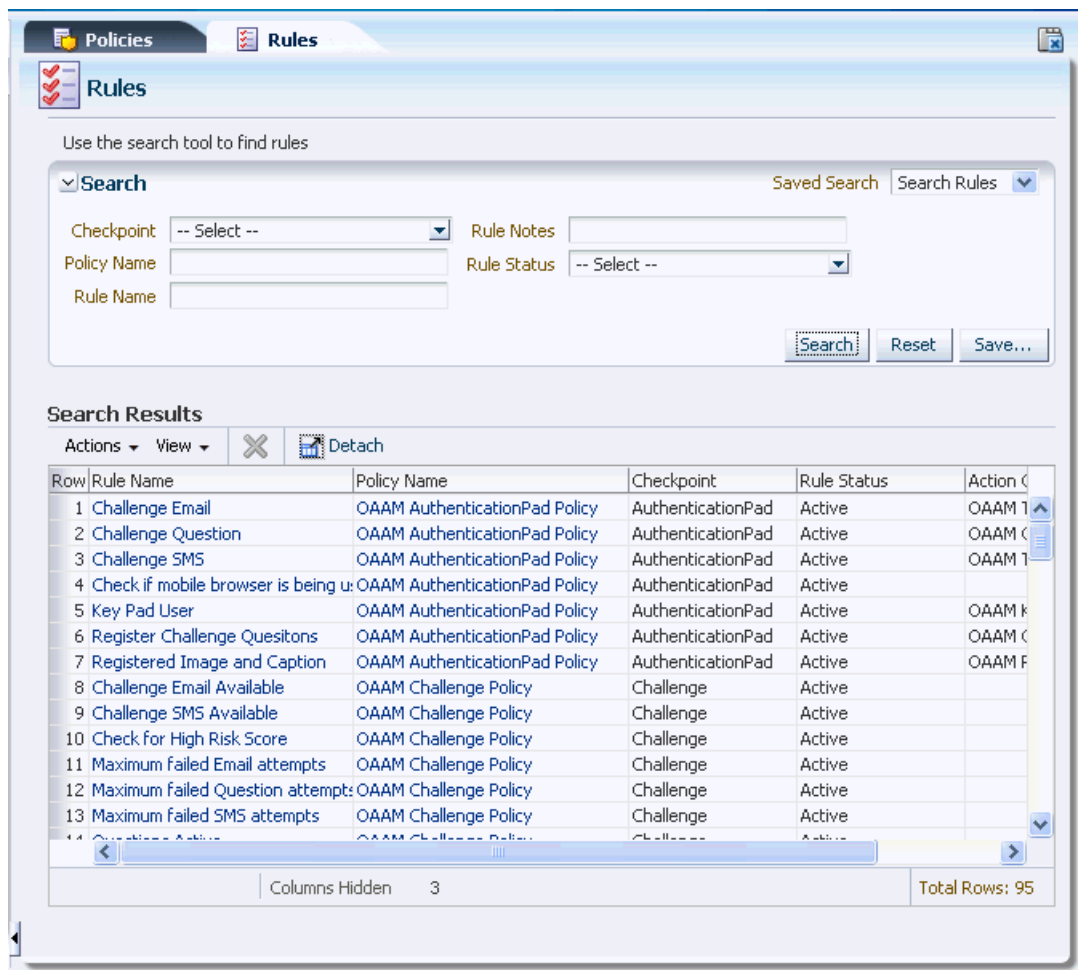 Policies Rules
Rules
Use the search tool to find rules
Search Saved Search Search Rules
Checkpoint -- Select -- Rule Notes
Policy Name Rule Status -- Select --
Rule Name
Search Reset Save...
Search Results
Actions View Detach
Row Rule Name Policy Name Checkpoint Rule Status Action
1 Challenge Email OAAM AuthenticationPad Policy AuthenticationPad Active OAAM
2 Challenge Question OAAM AuthenticationPad Policy AuthenticationPad Active OAAM
3 Challenge SMS OAAM AuthenticationPad Policy AuthenticationPad Active OAAM
4 Check if mobile browser is being OAAM AuthenticationPad Policy AuthenticationPad Active
5 Key Pad User OAAM AuthenticationPad Policy AuthenticationPad Active OAAM
6 Register Challenge Quesitons OAAM AuthenticationPad Policy AuthenticationPad Active OAAM
7 Registered Image and Caption OAAM AuthenticationPad Policy AuthenticationPad Active OAAM
8 Challenge Email Available OAAM Challenge Policy Challenge Active
9 Challenge SMS Available OAAM Challenge Policy Challenge Active
10 Check for High Risk Score OAAM Challenge Policy Challenge Active
11 Maximum failed Email attempts OAAM Challenge Policy Challenge Active
12 Maximum failed Question attempts OAAM Challenge Policy Challenge Active
13 Maximum failed SMS attempts OAAM Challenge Policy Challenge Active
Columns Hidden 3 Total Rows: 95